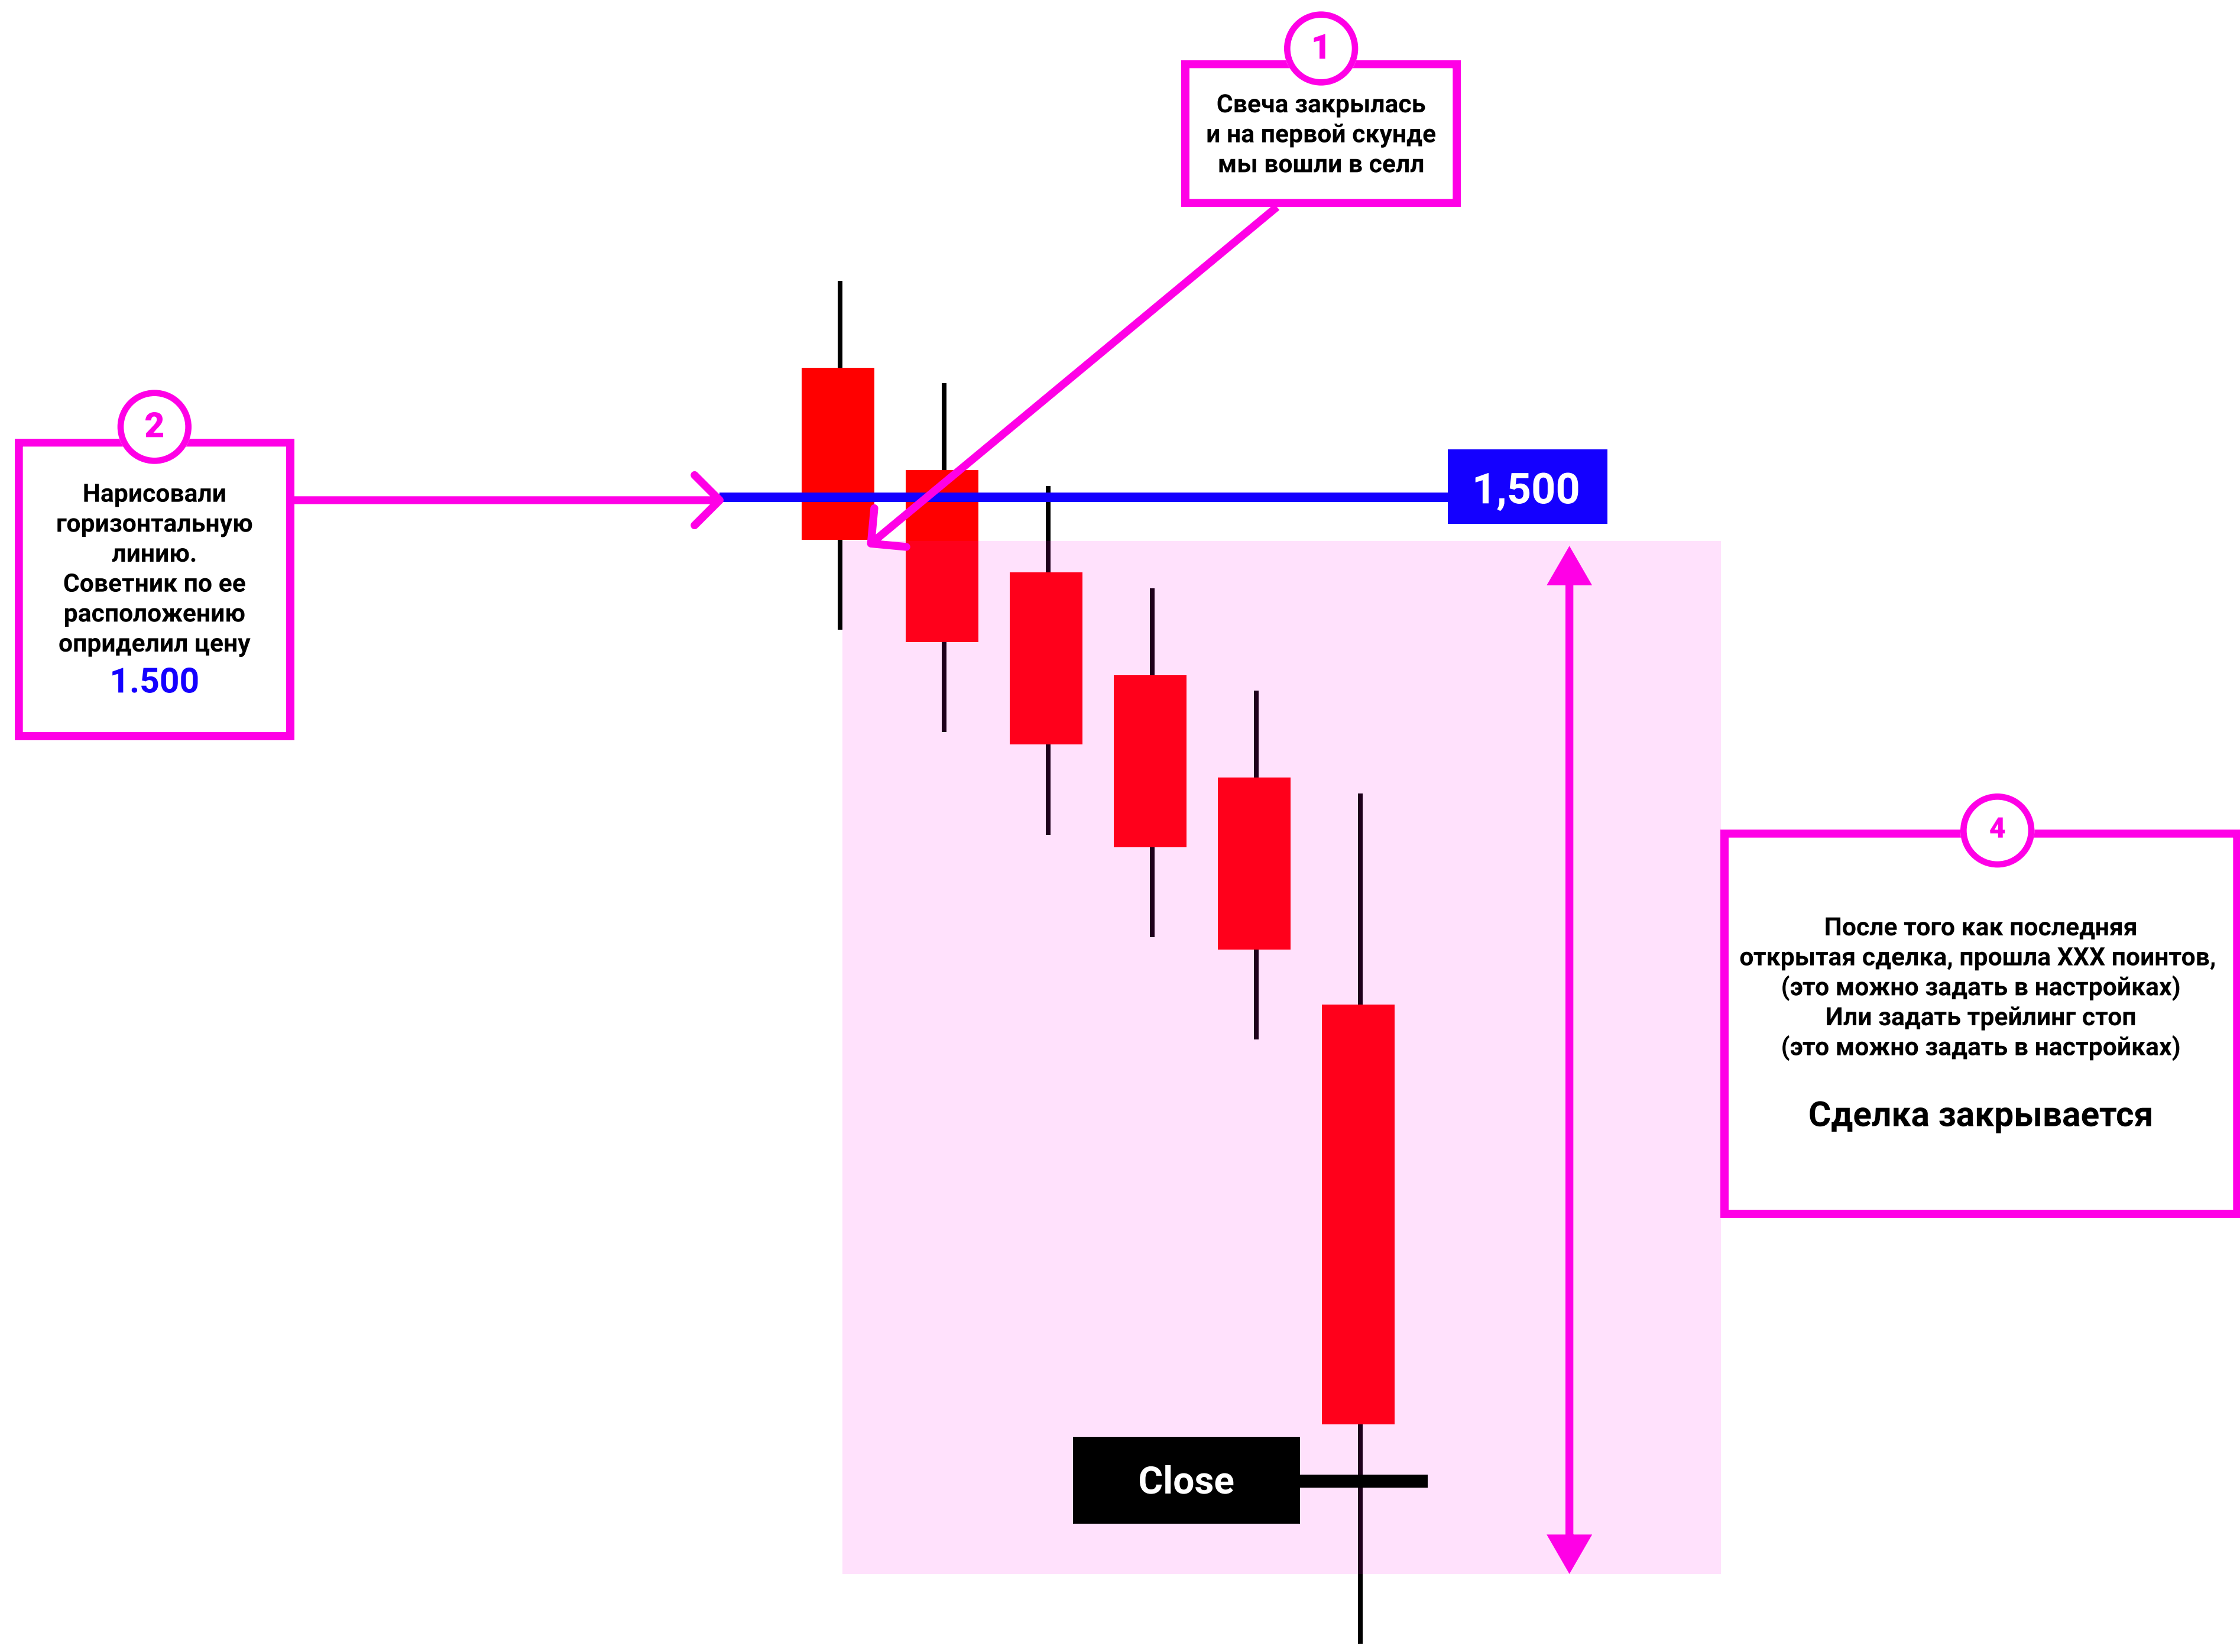 1
Свеча закрылась
и на первой скунде
мы вошли в селл
2
Нарисовали
горизонтальную
линию.
Советник по ее
расположению
оприделил цену
1.500
1,500
4
После того как последняя
открытая сделка, прошла ХХХ поинтов,
(это можно задать в настройках)
Или задать трейлинг стоп
(это можно задать в настройках)
Сделка закрывается
Close